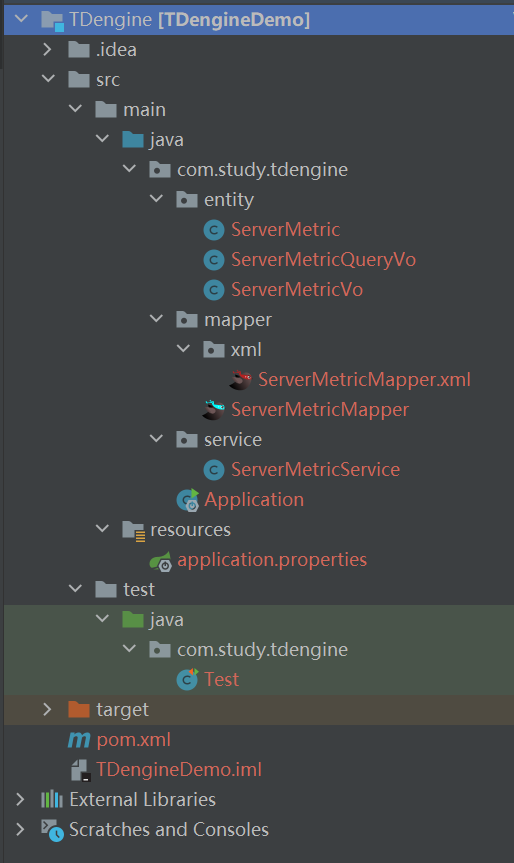 TDengine [TDengineDemo]
.idea
src
main
java
com.study.tdengine
entity
ServerMetric
ServerMetricQueryVo
ServerMetricVo
mapper
xml
ServerMetricMapper.xml
ServerMetricMapper
service
ServerMetricService
Application
resources
application.properties
test
java
com.study.tdengine
Test
target
pom.xml
TDengineDemo.iml
External Libraries
Scratches and Consoles